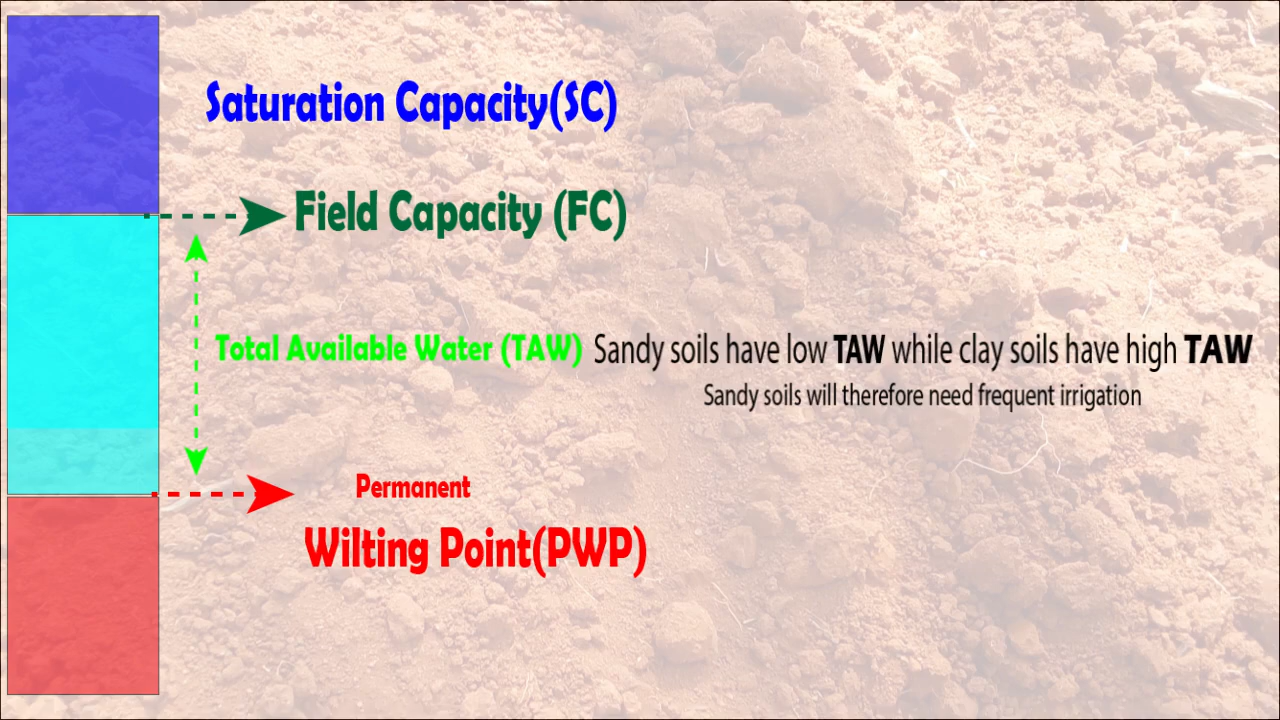 Saturation Capacity(SC)
Field Capacity (FC)
Total Available Water (TAW) Sandy soils have low TAW while clay soils have high TAW
Sandy soils will therefore need frequent irrigation
Permanent
Wilting Point(PWP)